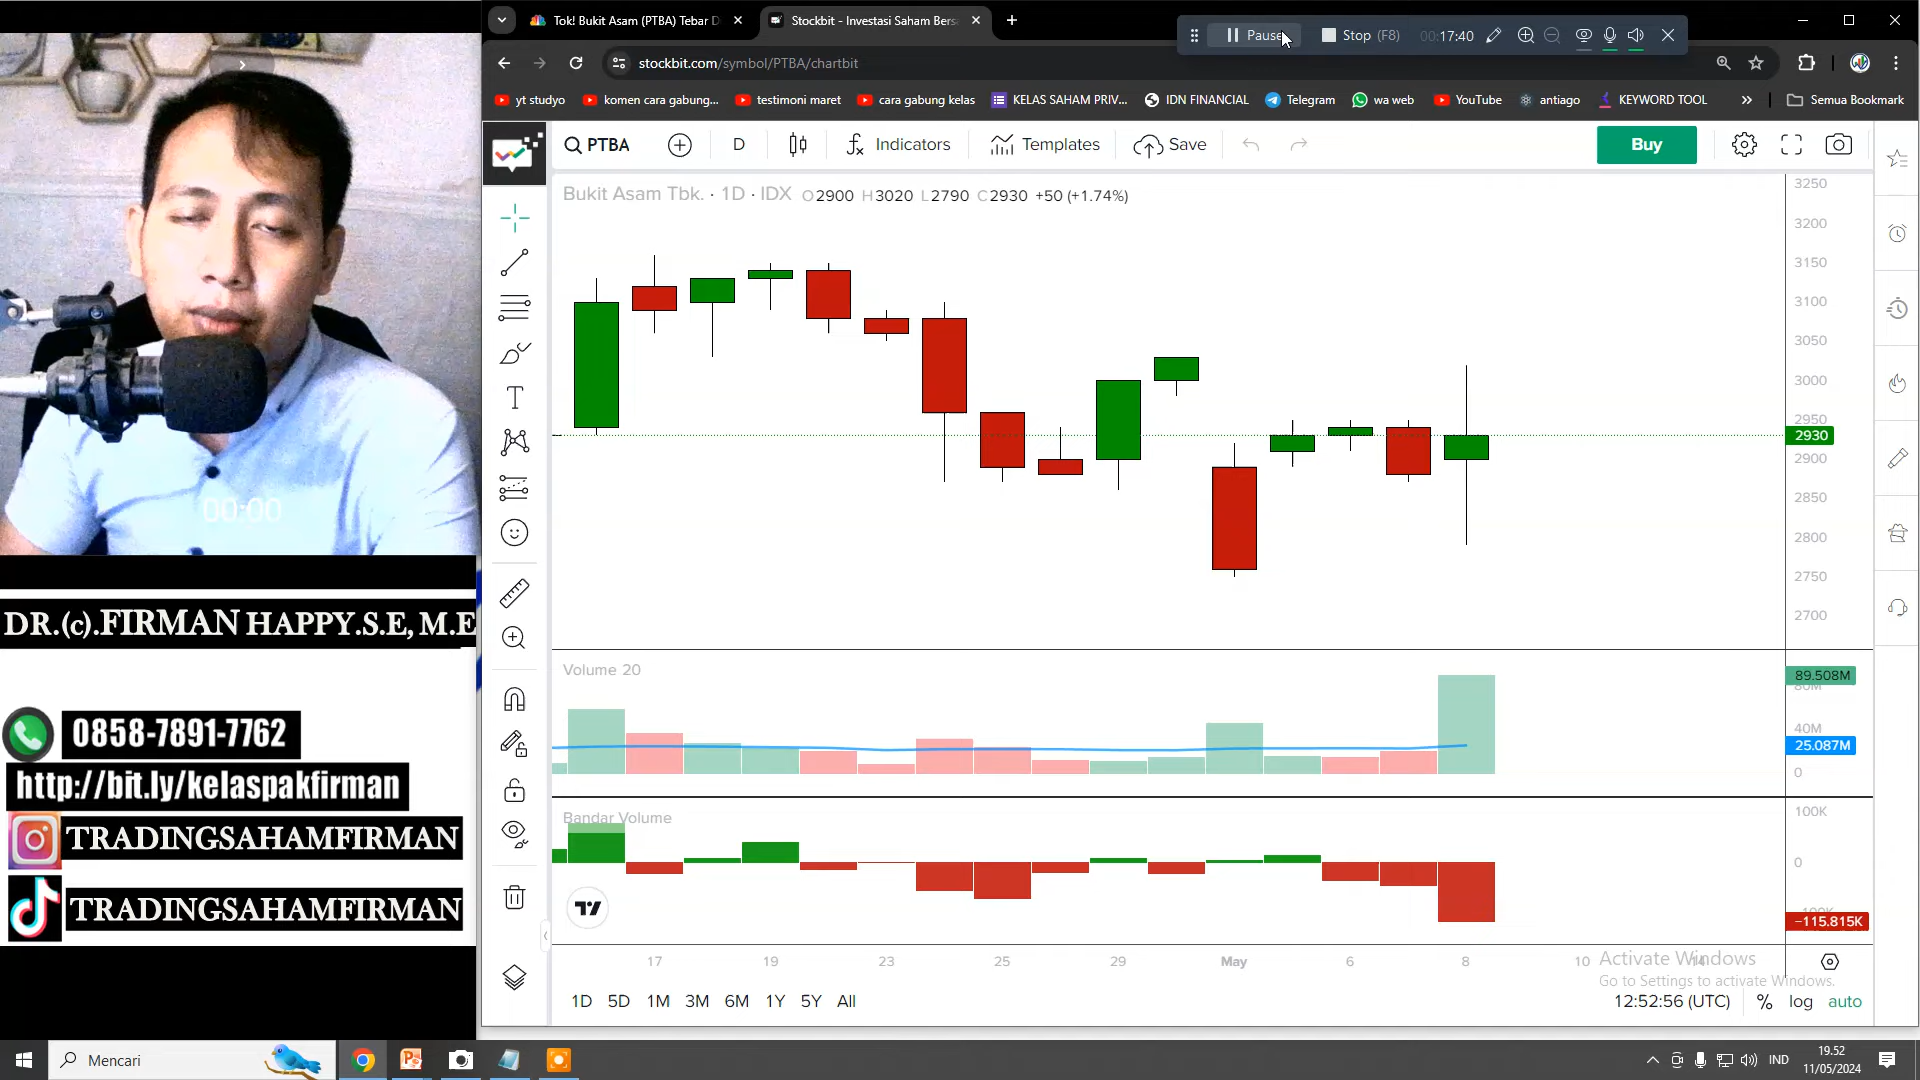 Tok! Bukit Asam (PTBA) Tebar D
Stockbit - Investasi Saham Bers
Pause
Stop (F8)
00:17:40
stockbit.com/symbol/PTBA/chartbit
yt studyo
komen cara gabung...
testimoni maret
cara gabung kelas
KELAS SAHAM PRIV...
IDN FINANCIAL
Telegram
wa web
YouTube
antiago
KEYWORD TOOL
Semua Bookmark
PTBA
D
Indicators
Templates
Save
Buy
Bukit Asam Tbk. · 1D · IDX O2900 H3020 L2790 C2930 +50 (+1.74%)
3250
3200
3150
3100
3050
3000
2950
2930
2900
2850
2800
2750
2700
00:00
DR.(c).FIRMAN HAPPY.S.E, M.E
0858-7891-7762
http://bit.ly/kelaspakfirman
TRADINGSAHAMFIRMAN
TRADINGSAHAMFIRMAN
Volume 20
89.508M
80M
40M
25.087M
0
Bandar Volume
100K
0
−115.815K
17
19
23
25
29
May
6
8
10
14
Activate Windows
Go to Settings to activate Windows.
1D 5D 1M 3M 6M 1Y 5Y All
12:52:56 (UTC)
%
log
auto
Mencari
IND
19.52
11/05/2024